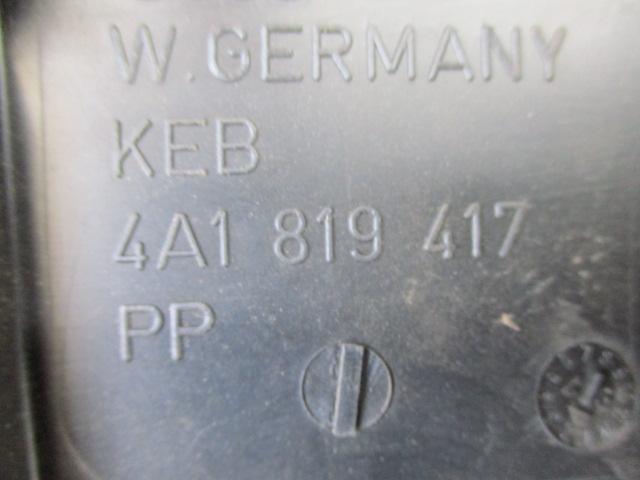 W. GERMANY
KEB
4A1 819 417
PP